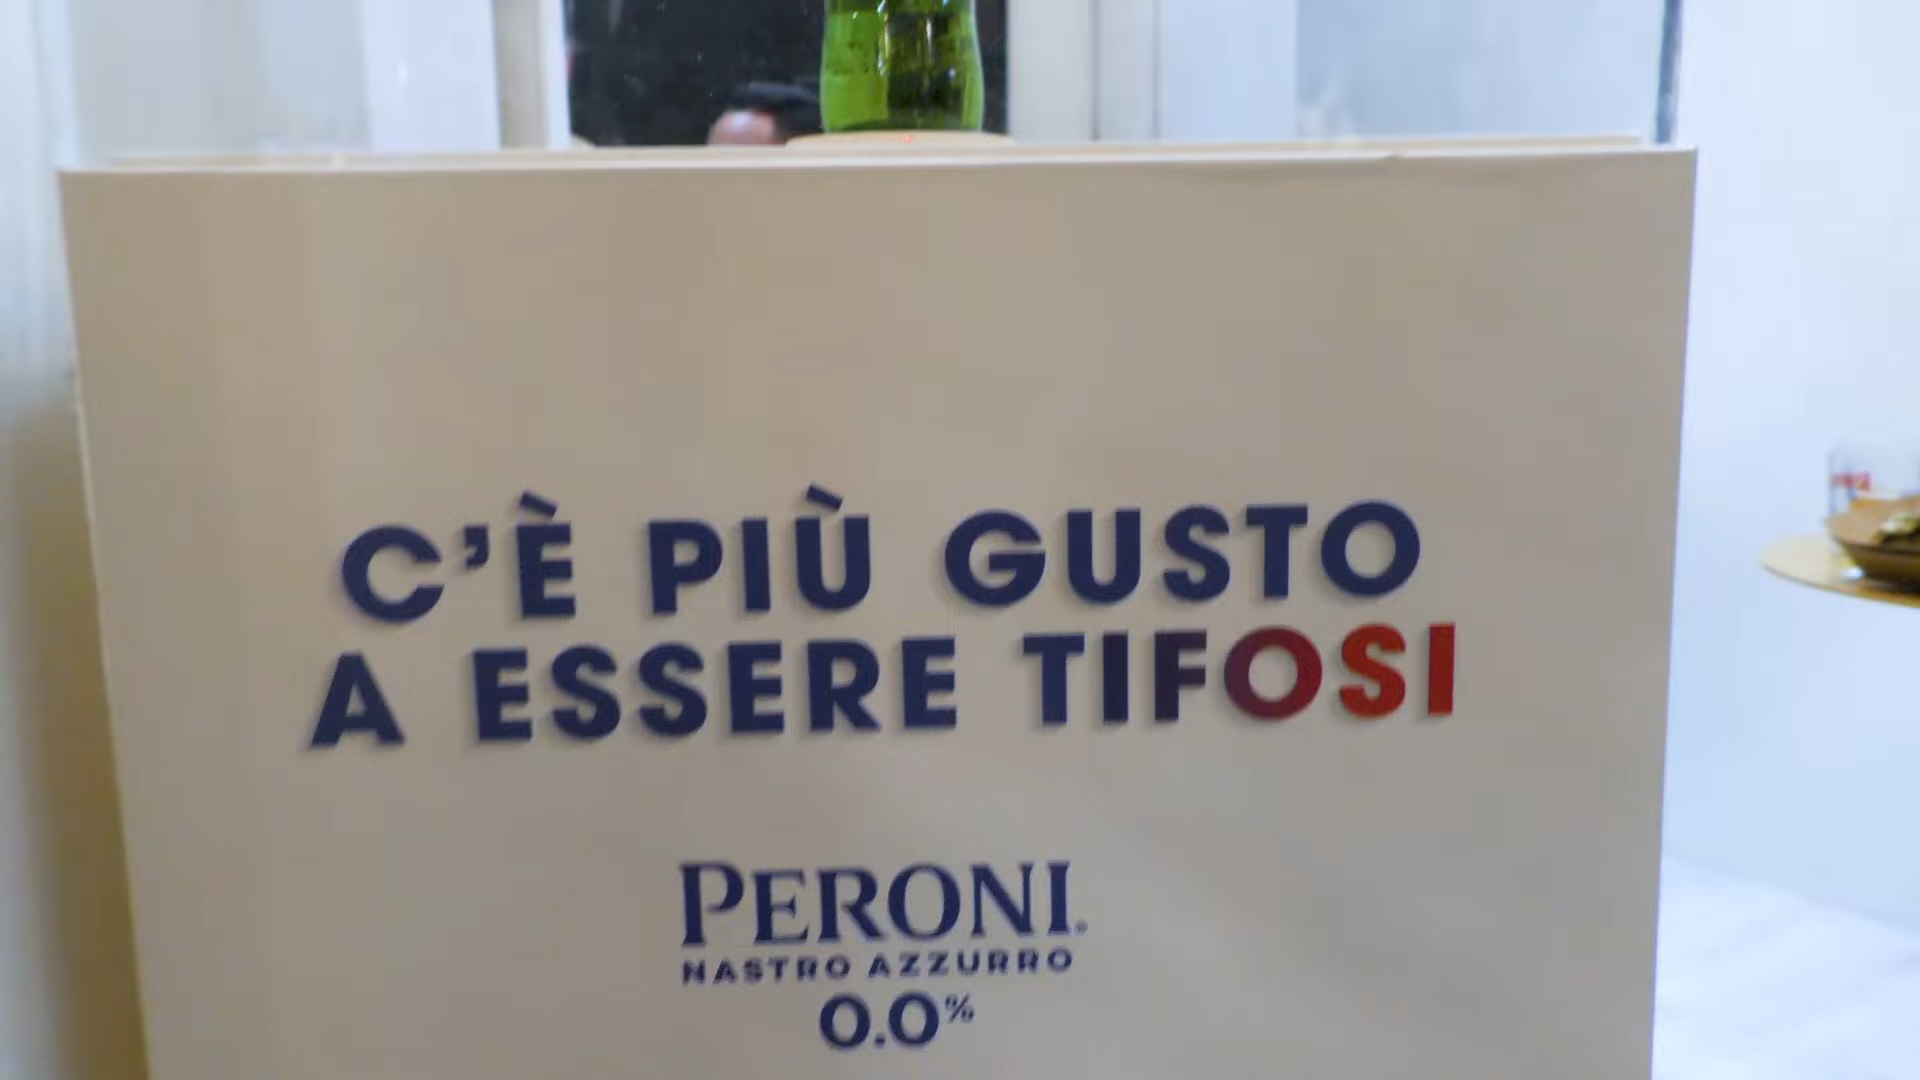 C'È PIÙ GUSTO
A ESSERE TIFOSI
PERONI
NASTRO AZZURRO
0.0%